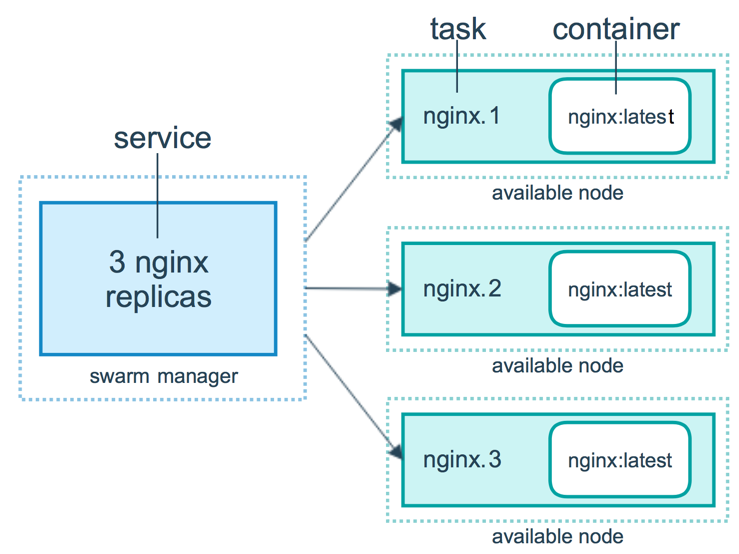 task
container
nginx.1
nginx:latest
available node
service
3 nginx
replicas
swarm manager
nginx.2
nginx:latest
available node
nginx.3
nginx:latest
available node